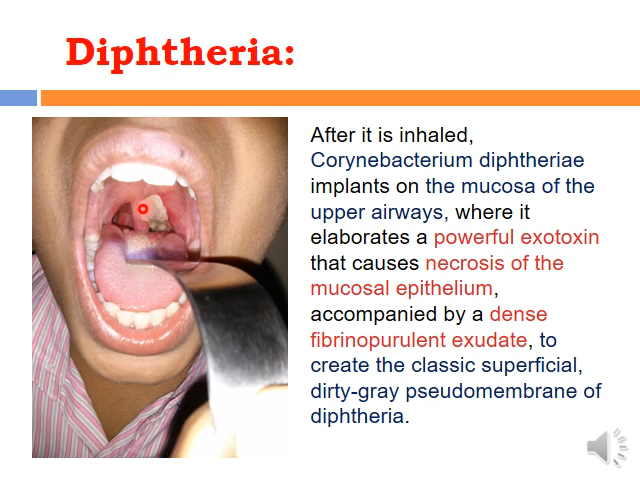 Diphtheria:
After it is inhaled,
Corynebacterium diphtheriae
implants on the mucosa of the
upper airways, where it
elaborates a powerful exotoxin
that causes necrosis of the
mucosal epithelium,
accompanied by a dense
fibrinopurulent exudate, to
create the classic superficial,
dirty-gray pseudomembrane of
diphtheria.